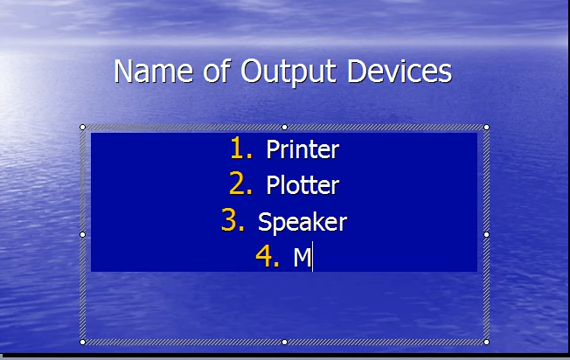 Name of Output Devices
1. Printer
2. Plotter
3. Speaker
4. M